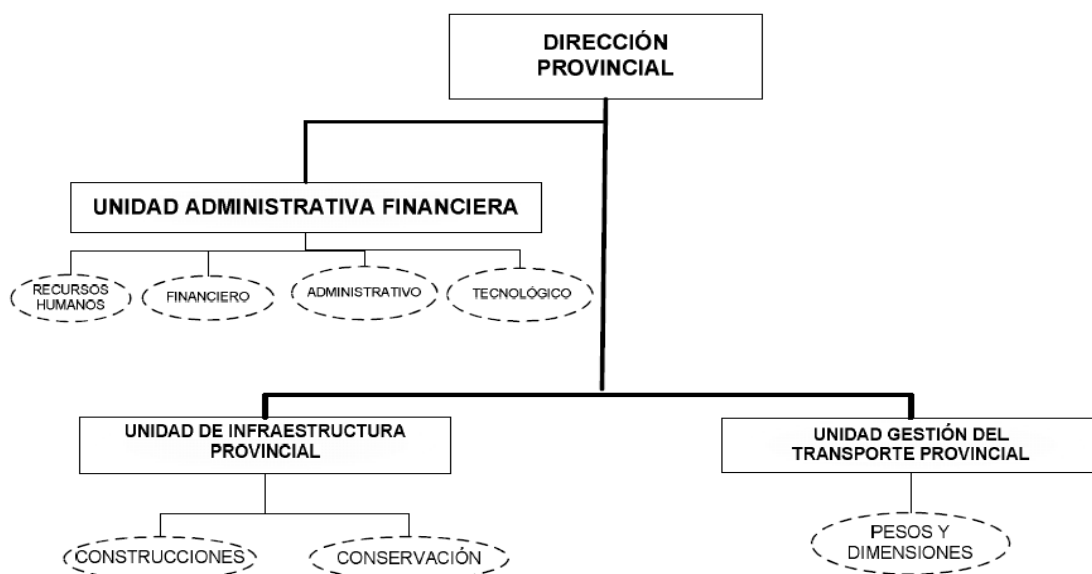 DIRECCIÓN
PROVINCIAL
UNIDAD ADMINISTRATIVA FINANCIERA
RECURSOS
HUMANOS
FINANCIERO
ADMINISTRATIVO
TECNOLÓGICO
UNIDAD DE INFRAESTRUCTURA
PROVINCIAL
UNIDAD GESTIÓN DEL
TRANSPORTE PROVINCIAL
CONSTRUCCIONES
CONSERVACIÓN
PESOS Y
DIMENSIONES